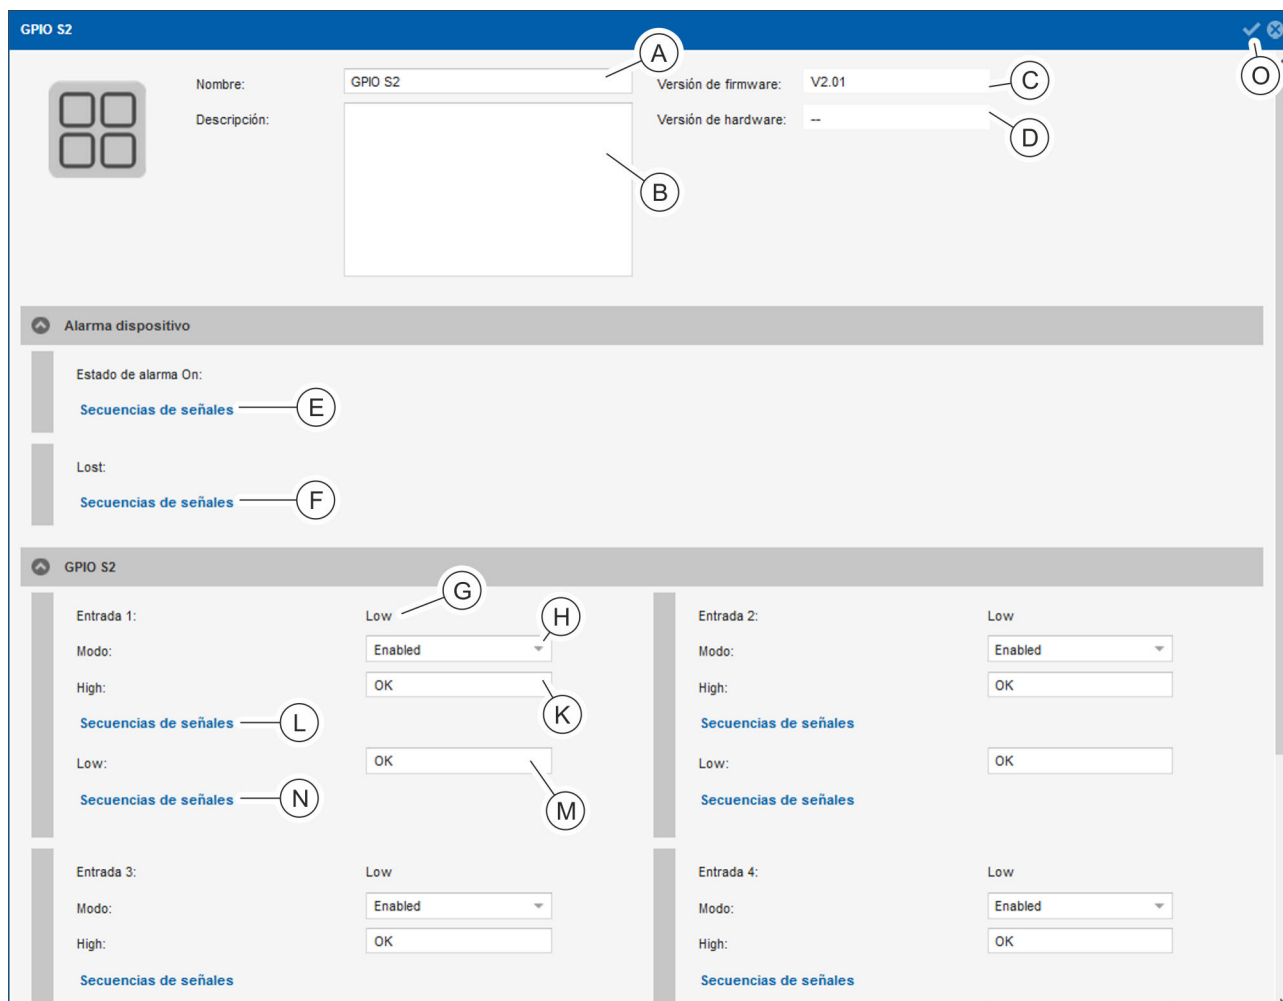 GPIO S2
O
A
Nombre: GPIO S2
Versión de firmware: V2.01
C
Descripción:
Versión de hardware: --
D
B
Alarma dispositivo
Estado de alarma On:
Secuencias de señales
E
Lost:
Secuencias de señales
F
GPIO S2
G
Entrada 1: Low
H
Modo: Enabled
High: OK
K
Secuencias de señales
L
Low: OK
M
Secuencias de señales
N
Entrada 2: Low
Modo: Enabled
High: OK
Secuencias de señales
Low: OK
Secuencias de señales
Entrada 3: Low
Modo: Enabled
High: OK
Secuencias de señales
Entrada 4: Low
Modo: Enabled
High: OK
Secuencias de señales